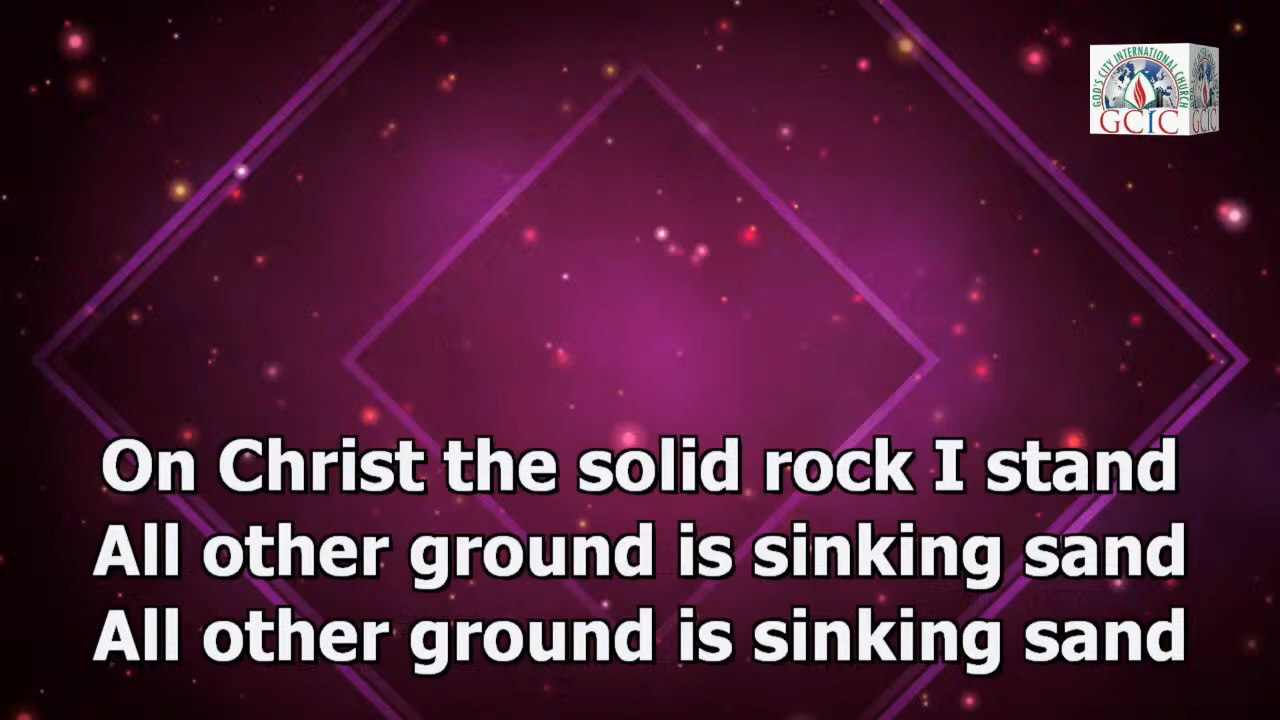 GOD'S CITY INTERNATIONAL CHURCH
GCIC
GCIC
On Christ the solid rock I stand
All other ground is sinking sand
All other ground is sinking sand